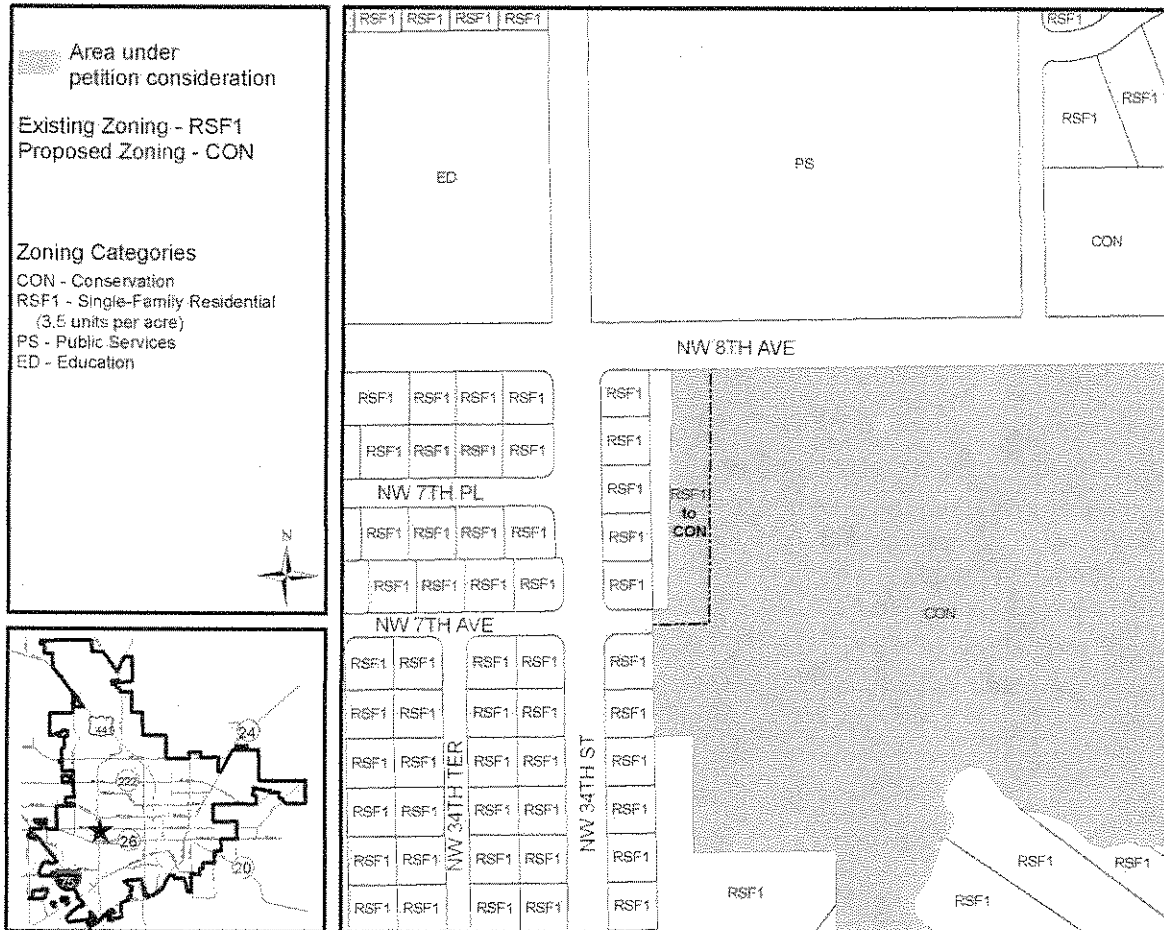 Area under
petition consideration
Existing Zoning - RSF1
Proposed Zoning - CON
Zoning Categories
CON - Conservation
RSF1 - Single-Family Residential
(3.5 units per acre)
PS - Public Services
ED - Education
N
441
24
222
26
20
RSF1 RSF1 RSF1 RSF1
RSF1
RSF1
RSF1
ED
PS
CON
NW 8TH AVE
RSF1 RSF1 RSF1 RSF1
RSF1
RSF1 RSF1 RSF1 RSF1
RSF1
NW 7TH PL
RSF1
RSF1
to
CON
RSF1 RSF1 RSF1 RSF1
RSF1
RSF1 RSF1 RSF1 RSF1
RSF1
CON
NW 7TH AVE
RSF1 RSF1 RSF1 RSF1 RSF1
RSF1 RSF1 RSF1 RSF1 RSF1
RSF1 RSF1 RSF1 RSF1 RSF1
NW 34TH TER
NW 34TH ST
RSF1 RSF1 RSF1 RSF1 RSF1
RSF1 RSF1 RSF1 RSF1 RSF1
RSF1 RSF1 RSF1 RSF1 RSF1
RSF1
RSF1
RSF1
RSF1